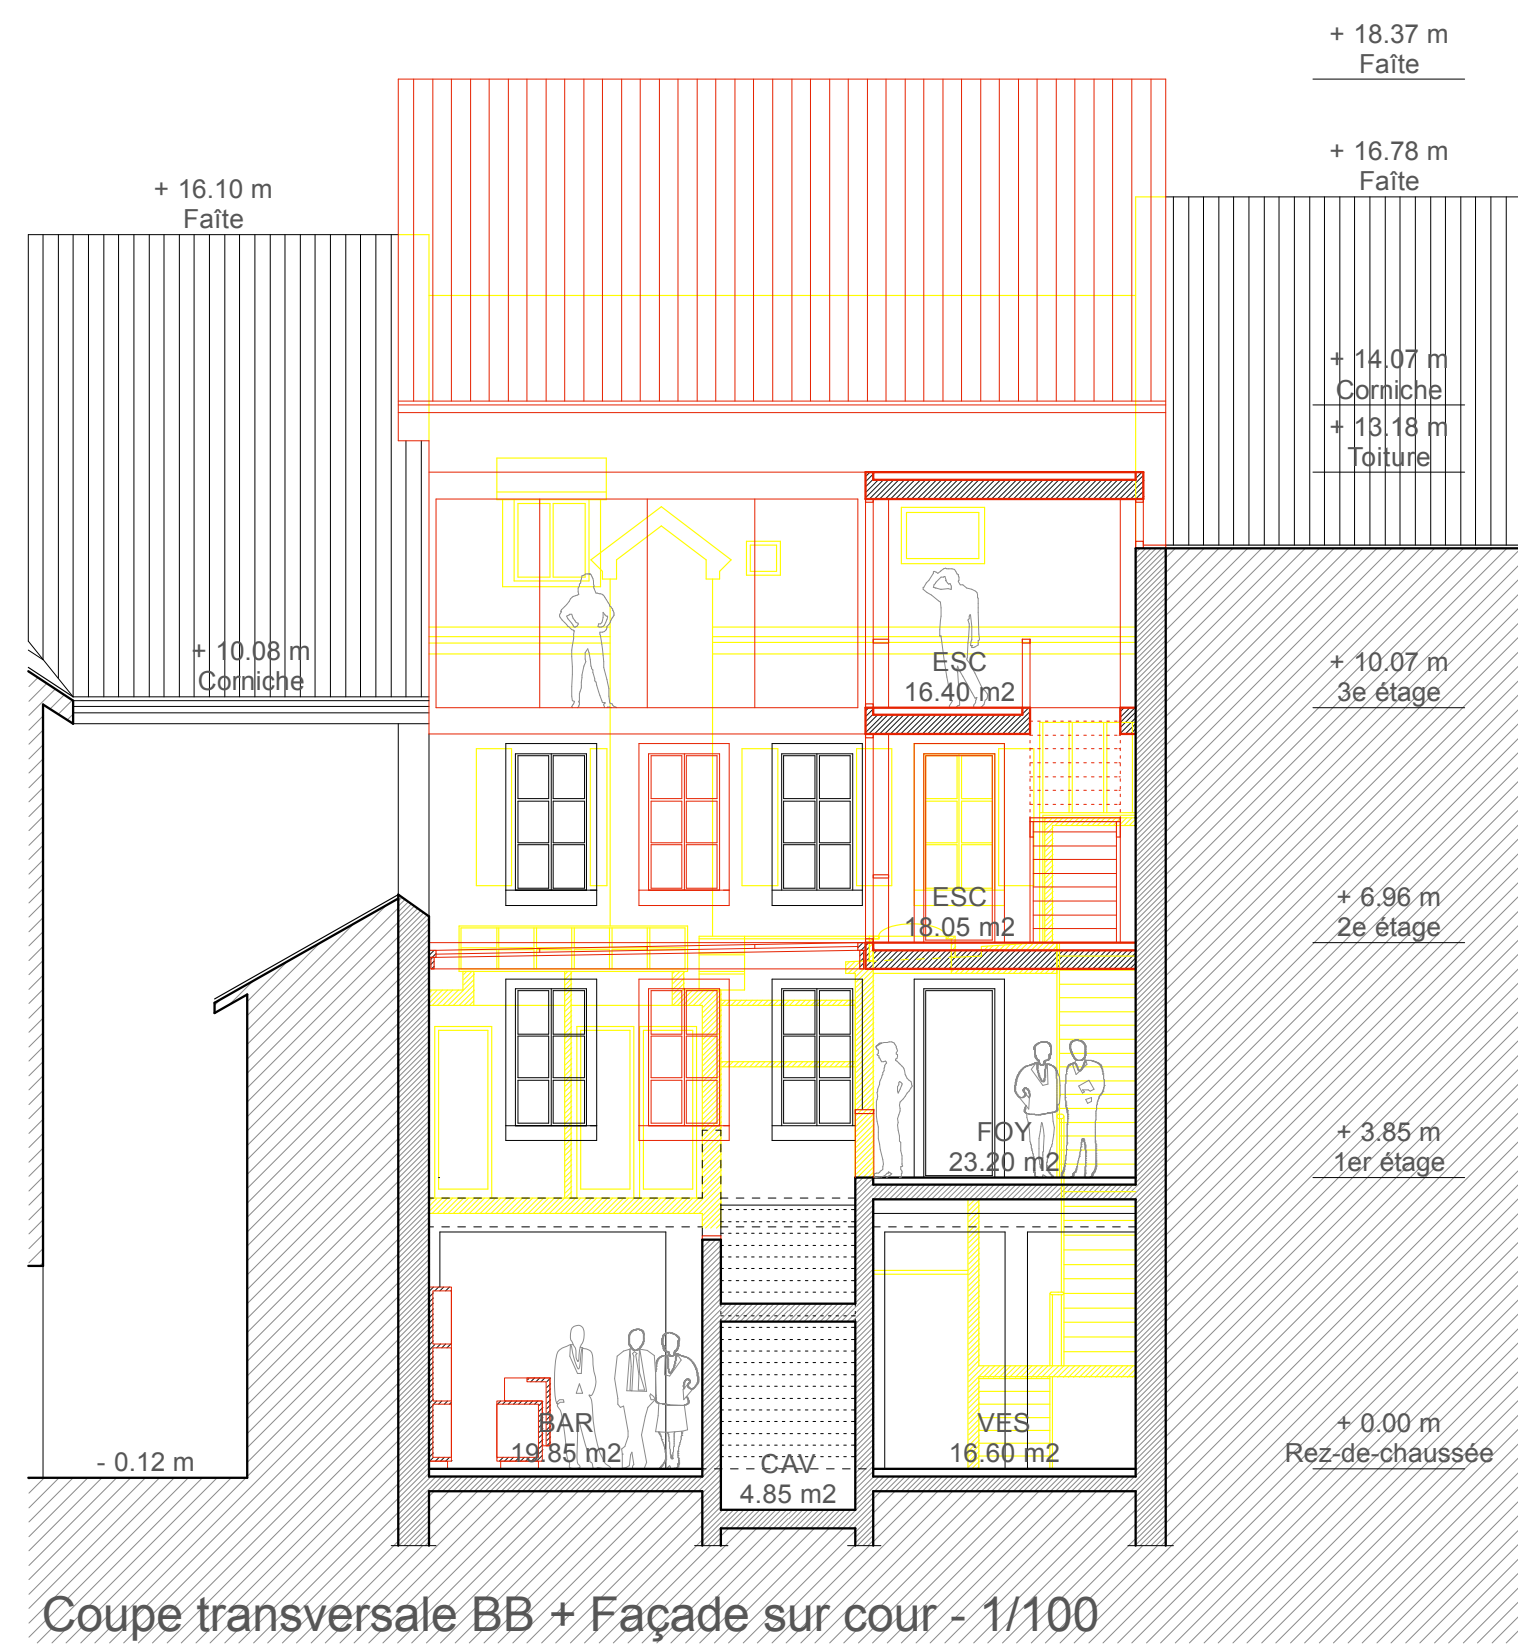 + 18.37 m
Faîte
+ 16.78 m
Faîte
+ 16.10 m
Faîte
+ 14.07 m
Corniche
+ 13.18 m
Toiture
+ 10.08 m
Corniche
ESC
16.40 m2
+ 10.07 m
3e étage
ESC
18.05 m2
+ 6.96 m
2e étage
FOY
23.20 m2
+ 3.85 m
1er étage
BAR
19.85 m2
VES
16.60 m2
+ 0.00 m
Rez-de-chaussée
- 0.12 m
CAV
4.85 m2
Coupe transversale BB + Façade sur cour - 1/100